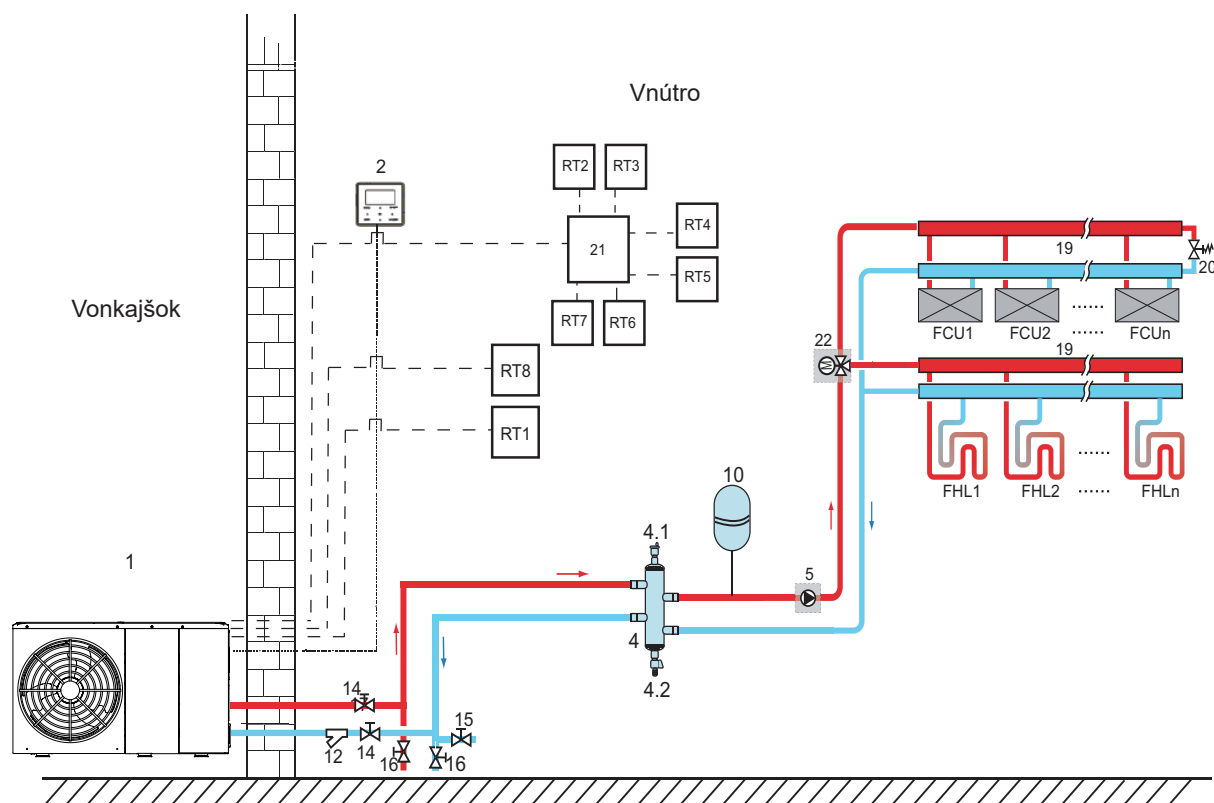 Vnútro
Vonkajšok
2
RT2
RT3
RT4
21
RT5
RT7
RT6
RT8
RT1
19
20
FCU1
FCU2
......
......
FCUn
22
19
FHL1
FHL2
......
......
FHLn
10
4.1
5
4
4.2
1
14
12
14
16
15
16